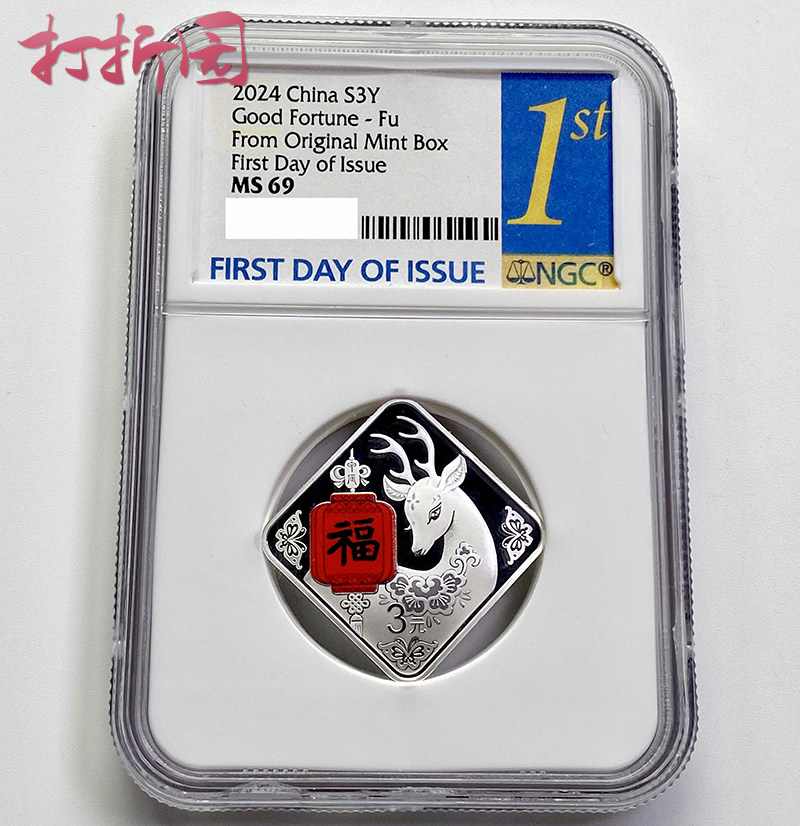 打折园
2024 China S3Y
Good Fortune - Fu
From Original Mint Box
First Day of Issue
MS 69
1st
FIRST DAY OF ISSUE
NGC®
福
3元